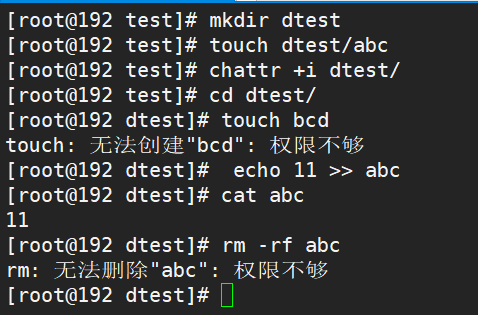 [root@192 test]# mkdir dtest
[root@192 test]# touch dtest/abc
[root@192 test]# chattr +i dtest/
[root@192 test]# cd dtest/
[root@192 dtest]# touch bcd
touch: 无法创建"bcd": 权限不够
[root@192 dtest]#  echo 11 >> abc
[root@192 dtest]# cat abc
11
[root@192 dtest]# rm -rf abc
rm: 无法删除"abc": 权限不够
[root@192 dtest]#